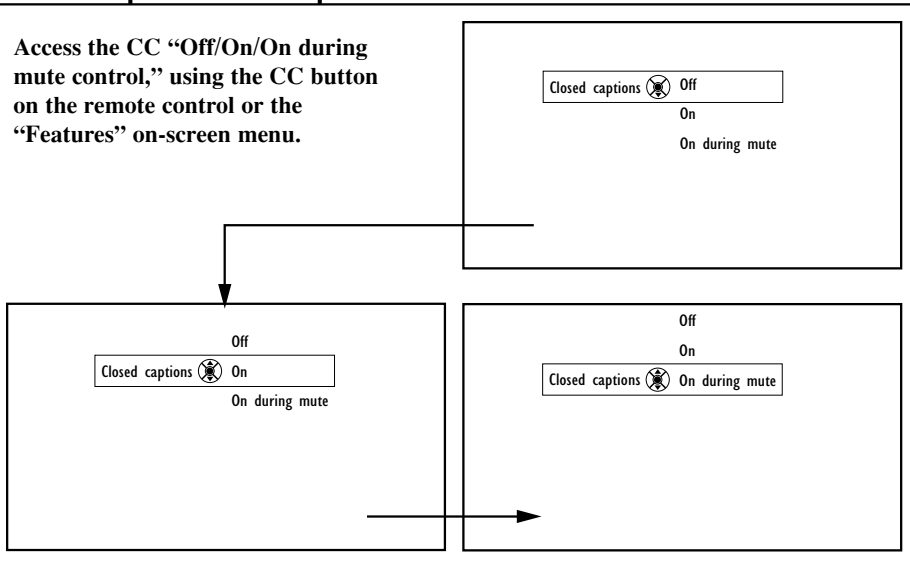 Access the CC “Off/On/On during
mute control,” using the CC button
on the remote control or the
“Features” on-screen menu.
Closed captions Off
On
On during mute
Off
Closed captions On
On during mute
Off
On
Closed captions On during mute